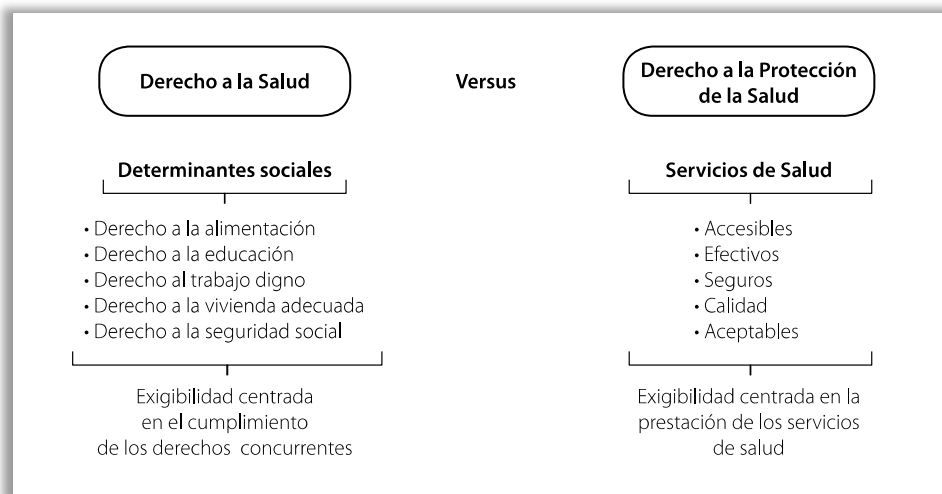 Derecho a la Salud
Versus
Derecho a la Protección
de la Salud
Determinantes sociales
• Derecho a la alimentación
• Derecho a la educación
• Derecho al trabajo digno
• Derecho a la vivienda adecuada
• Derecho a la seguridad social
Exigibilidad centrada
en el cumplimiento
de los derechos concurrentes
Servicios de Salud
• Accesibles
• Efectivos
• Seguros
• Calidad
• Aceptables
Exigibilidad centrada en la
prestación de los servicios
de salud